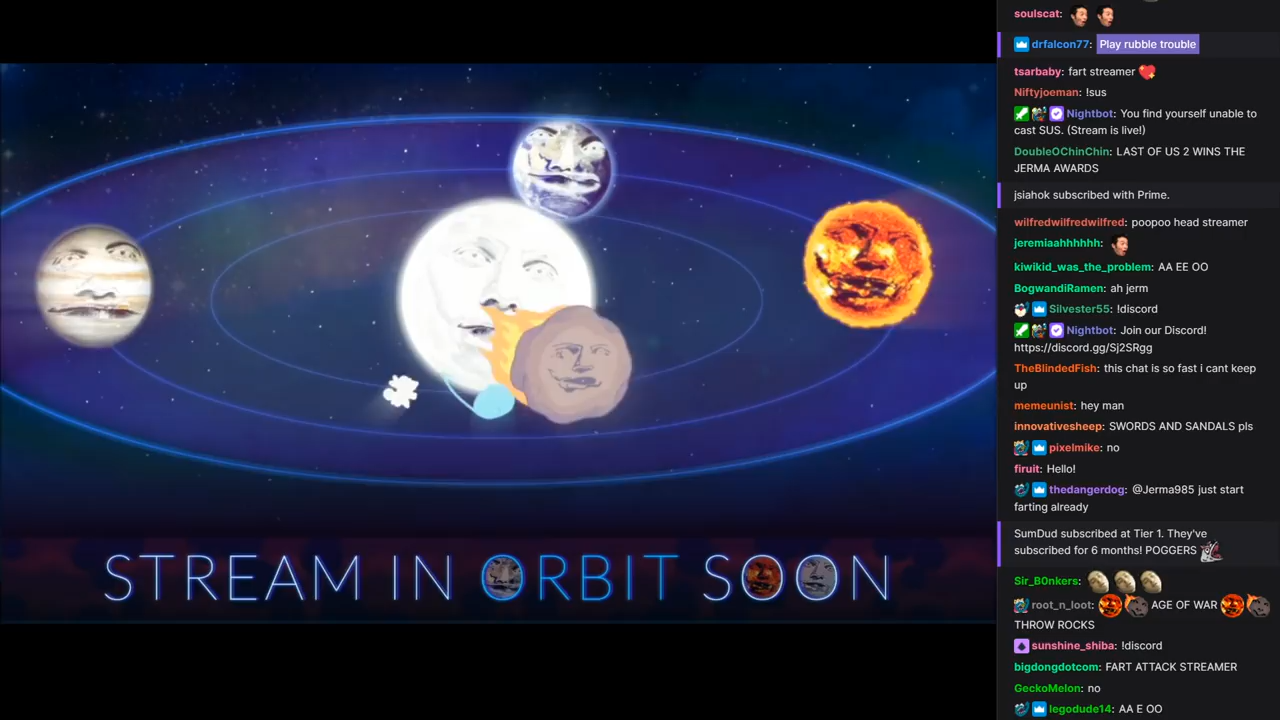 STREAM IN ORBIT SOON
soulscat:
drfalcon77: Play rubble trouble
tsarbaby: fart streamer
Niftyjoeman: !sus
Nightbot: You find yourself unable to
cast SUS. (Stream is live!)
DoubleOChinChin: LAST OF US 2 WINS THE
JERMA AWARDS
jsiahok subscribed with Prime.
wilfredwilfredwilfred: poopoo head streamer
jeremiaahhhhhh:
kiwikid_was_the_problem: AA EE OO
BogwandiRamen: ah jerm
Silvester55: !discord
Nightbot: Join our Discord!
https://discord.gg/Sj2SRgg
TheBlindedFish: this chat is so fast i cant keep
up
memeunist: hey man
innovativesheep: SWORDS AND SANDALS pls
pixelmike: no
firuit: Hello!
thedangerdog: @Jerma985 just start
farting already
SumDud subscribed at Tier 1. They've
subscribed for 6 months! POGGERS
Sir_B0nkers:
root_n_loot: AGE OF WAR
THROW ROCKS
sunshine_shiba: !discord
bigdongdotcom: FART ATTACK STREAMER
GeckoMelon: no
legodude14: AA E OO